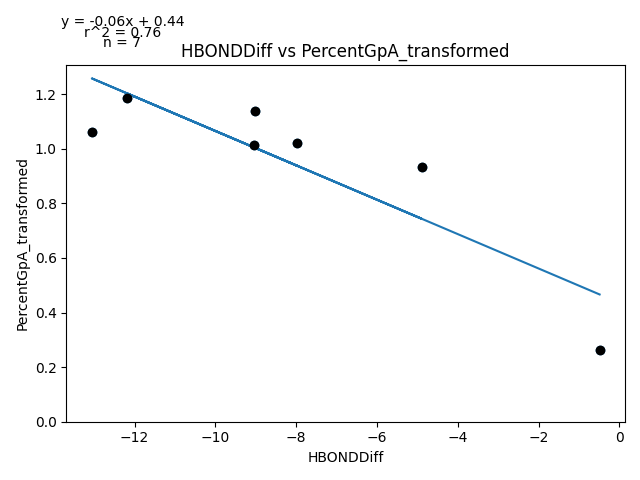 y = -0.06x + 0.44
r^2 = 0.76
n = 7
HBONDDiff vs PercentGpA_transformed
1.2
1.0
0.8
0.6
0.4
0.2
0.0
PercentGpA_transformed
−12
−10
−8
−6
−4
−2
0
HBONDDiff